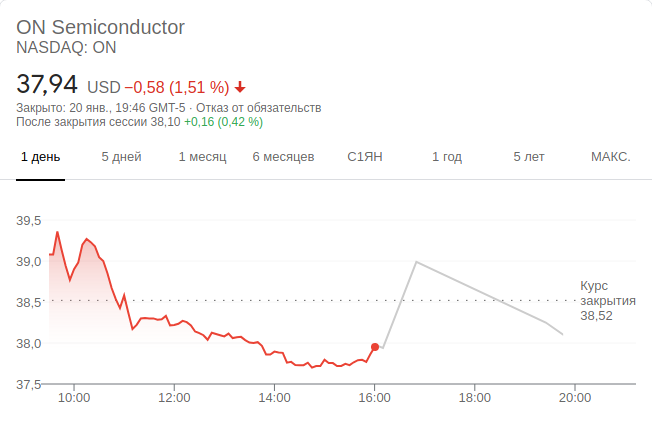 ON Semiconductor
NASDAQ: ON
37,94 USD −0,58 (1,51 %)
Закрыто: 20 янв., 19:46 GMT-5 · Отказ от обязательств
После закрытия сессии 38,10 +0,16 (0,42 %)
1 день 5 дней 1 месяц 6 месяцев С1ЯН 1 год 5 лет МАКС.
39,5
39,0
38,5
38,0
37,5
Курс
закрытия
38,52
10:00 12:00 14:00 16:00 18:00 20:00